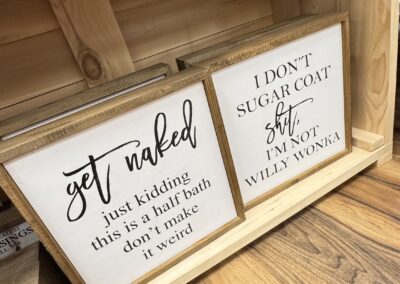 get naked
just kidding
this is a half bath
don't make
it weird
I DON'T
SUGAR COAT
shit,
I'M NOT
WILLY WONKA